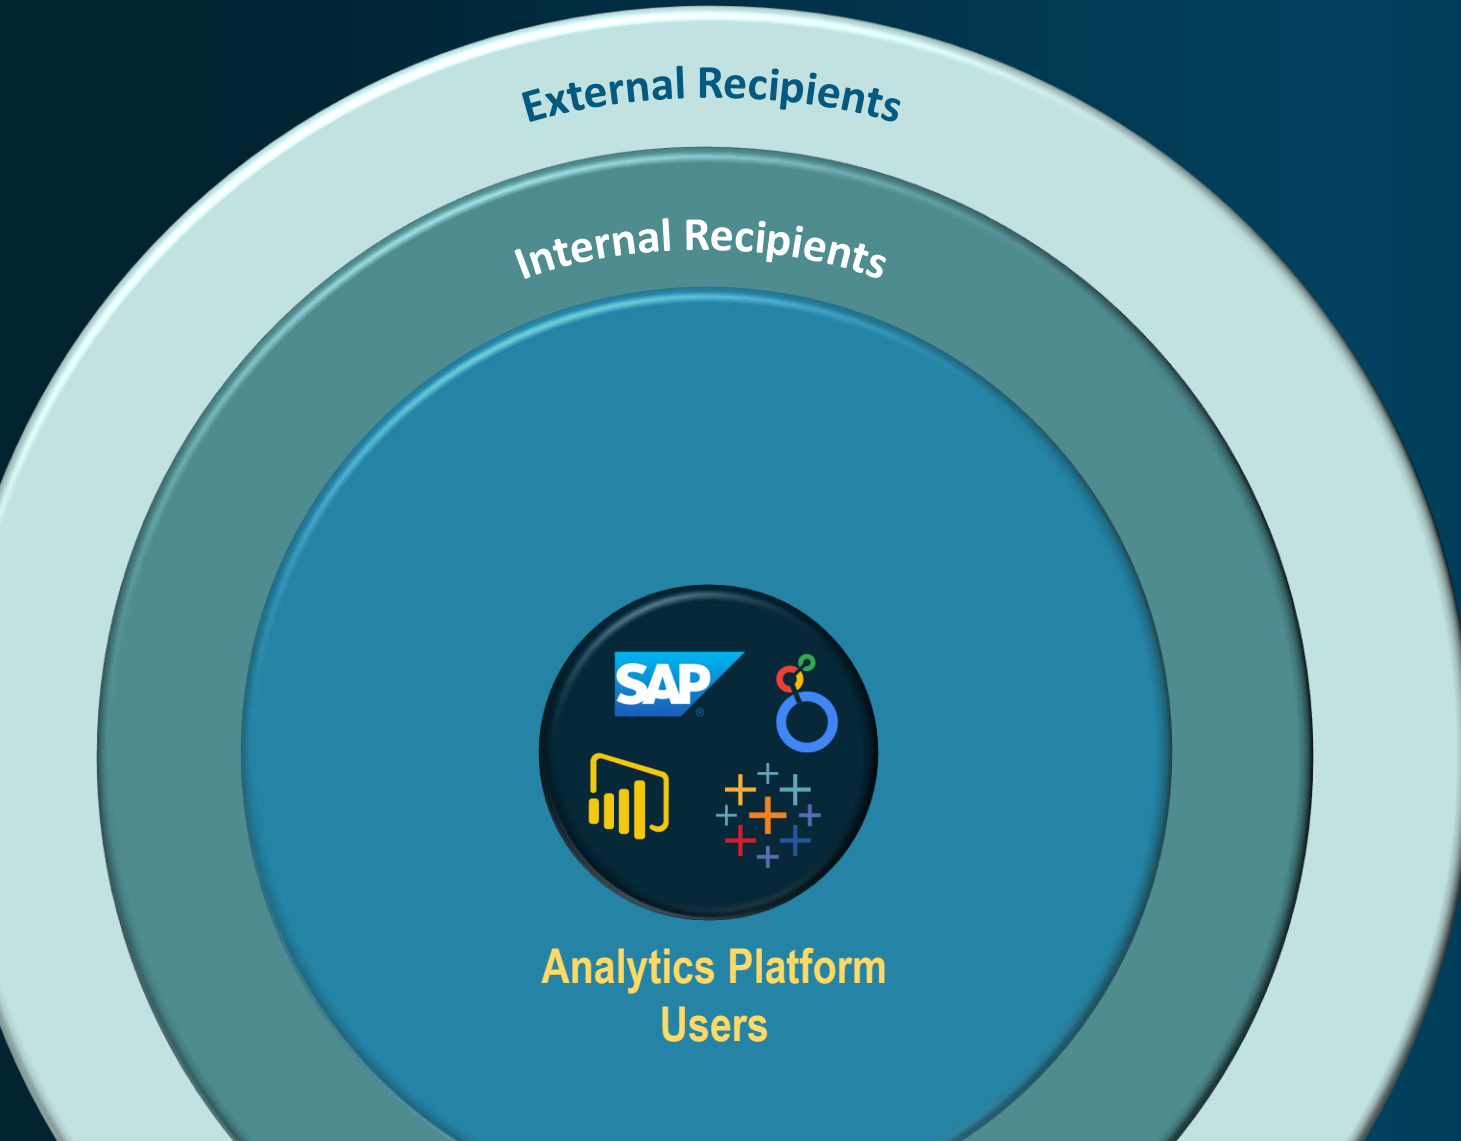 External Recipients
Internal Recipients
SAP
®
Analytics Platform
Users